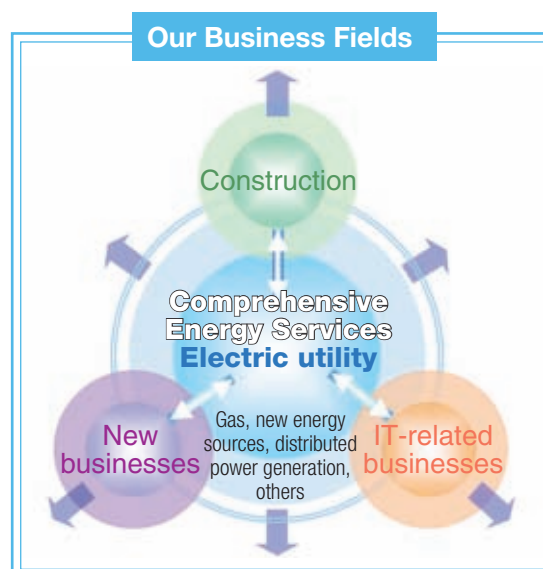 Our Business Fields
Construction
Comprehensive
Energy Services
Electric utility
Gas, new energy
sources, distributed
power generation,
others
New
businesses
IT-related
businesses